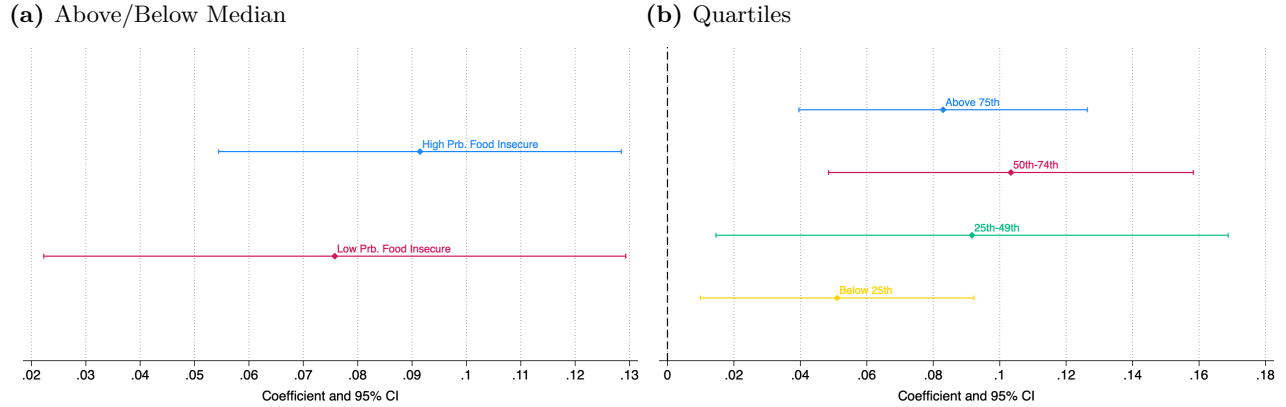 (a) Above/Below Median
High Prb. Food Insecure
Low Prb. Food Insecure
.02 .03 .04 .05 .06 .07 .08 .09 .1 .11 .12 .13
Coefficient and 95% CI
(b) Quartiles
Above 75th
50th-74th
25th-49th
Below 25th
0 .02 .04 .06 .08 .1 .12 .14 .16 .18
Coefficient and 95% CI